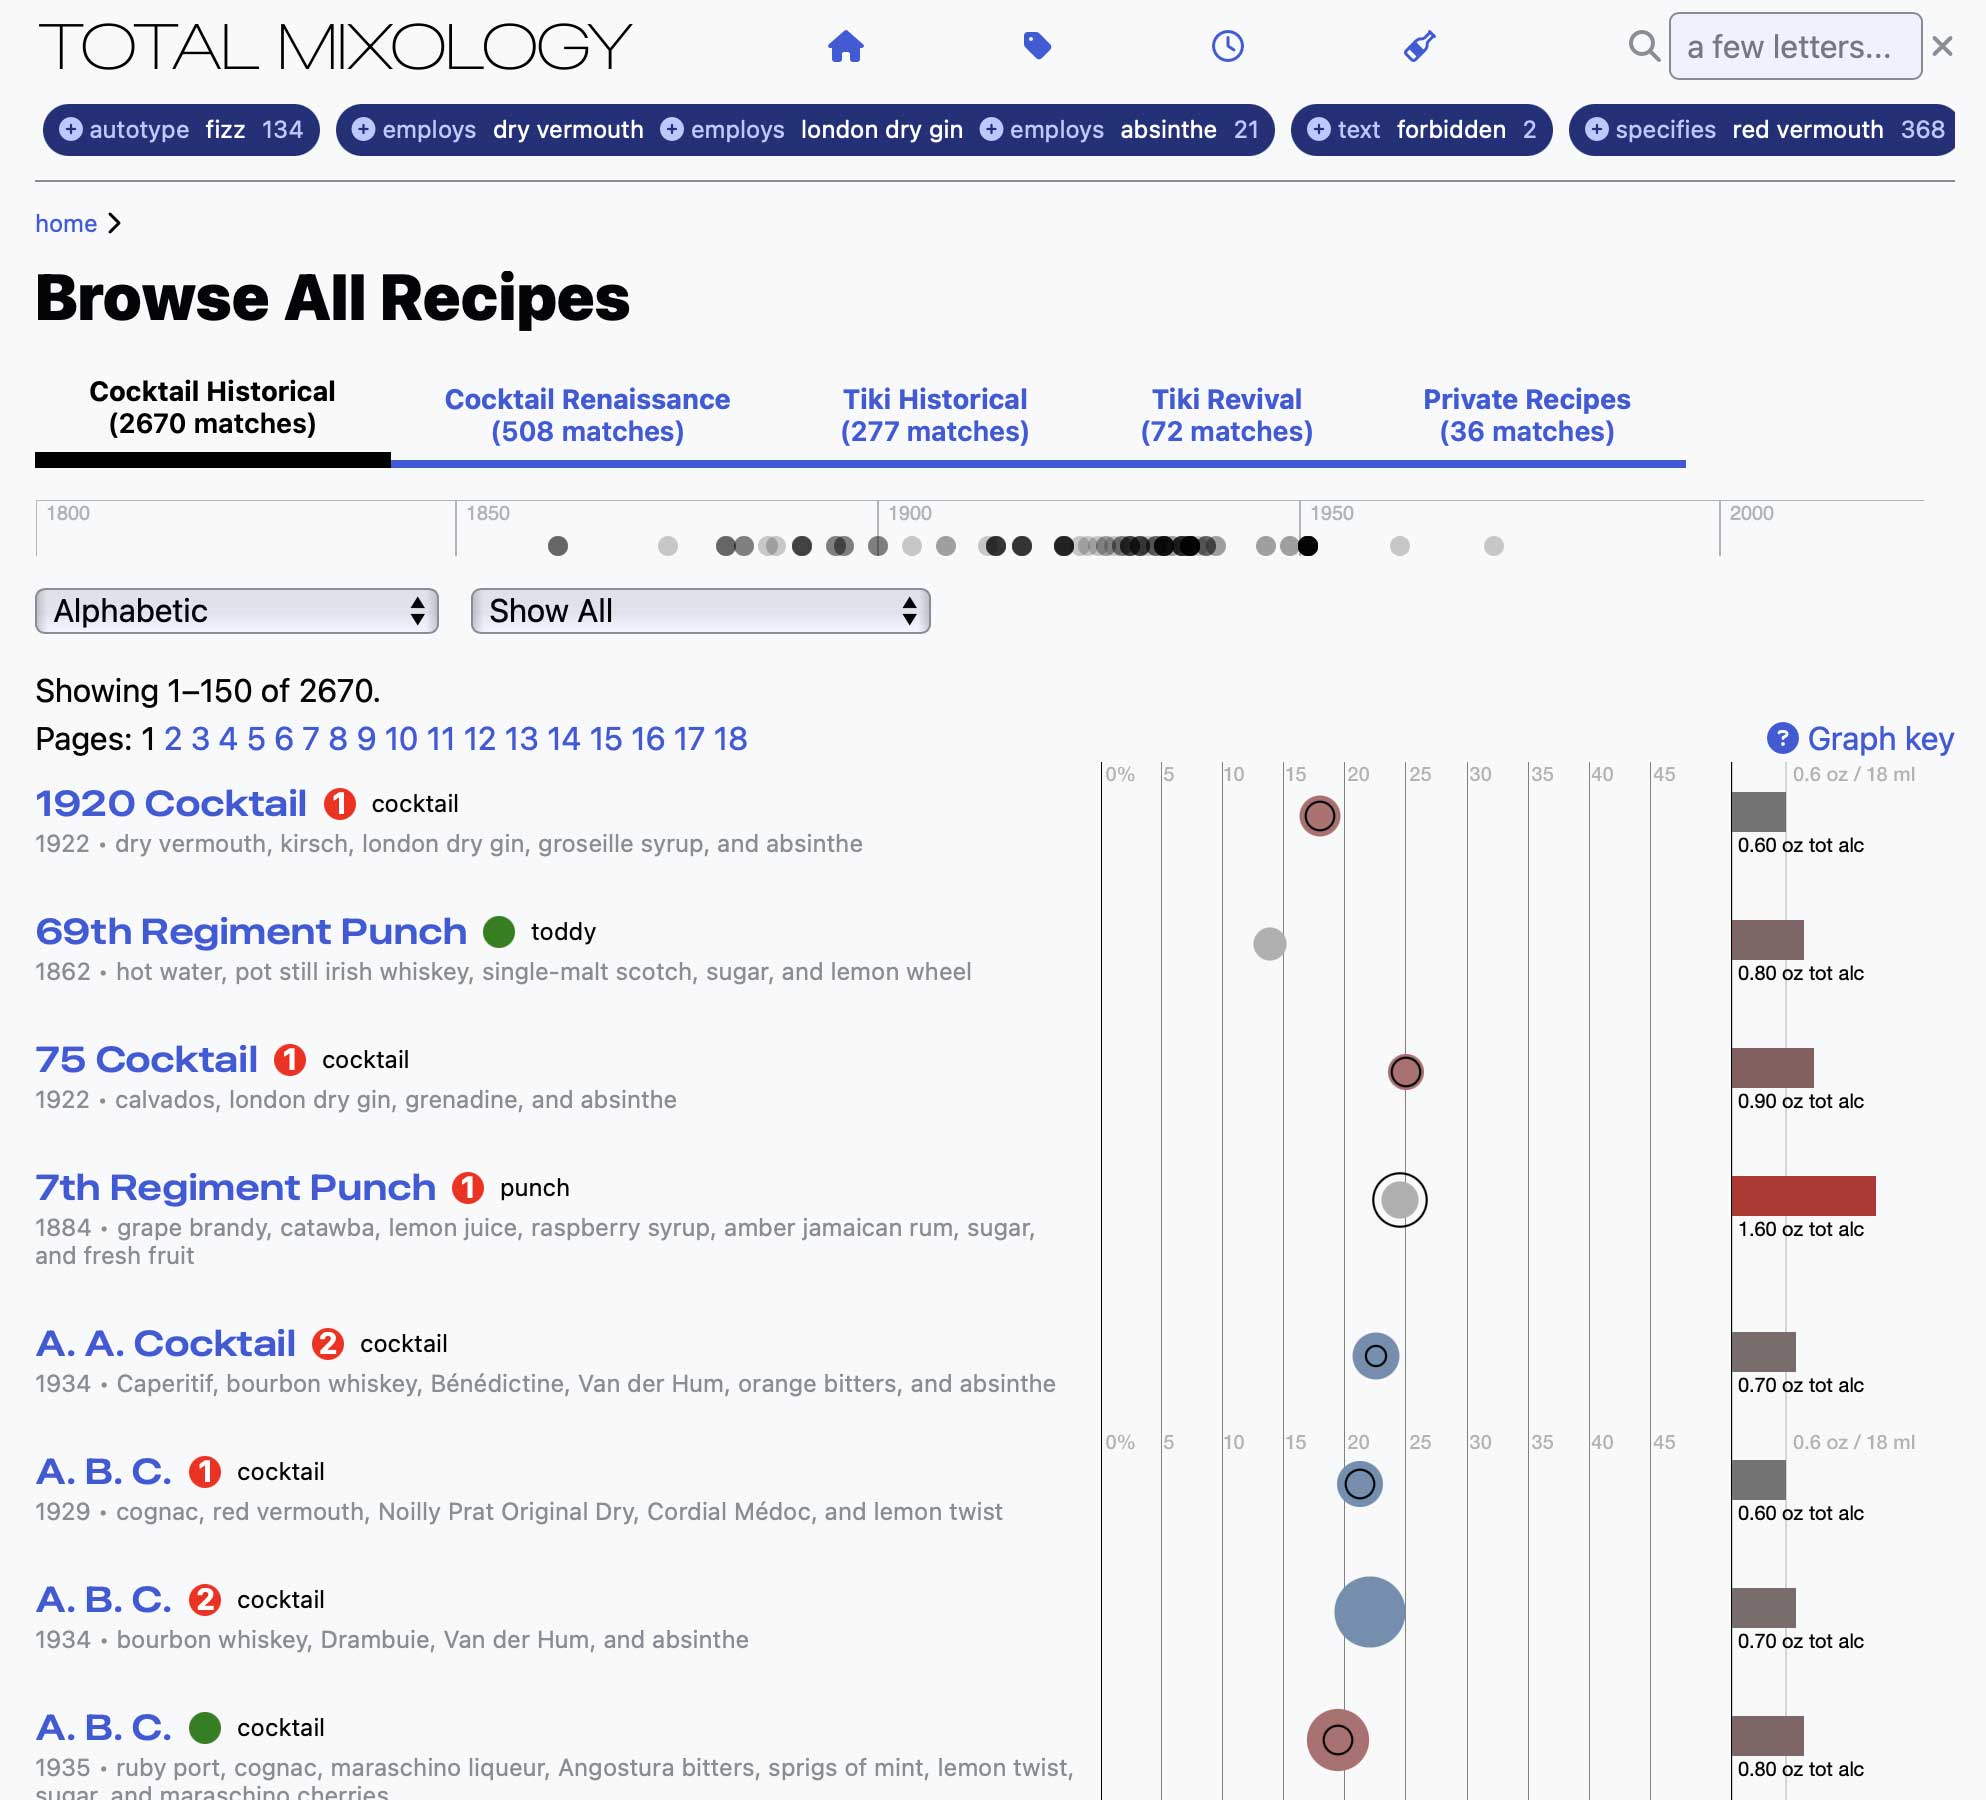 TOTAL MIXOLOGY
a few letters...
autotype fizz 134
employs dry vermouth employs london dry gin employs absinthe 21
text forbidden 2
specifies red vermouth 368
home
Browse All Recipes
Cocktail Historical
(2670 matches)
Cocktail Renaissance
(508 matches)
Tiki Historical
(277 matches)
Tiki Revival
(72 matches)
Private Recipes
(36 matches)
1800 1850 1900 1950 2000
Alphabetic
Show All
Showing 1–150 of 2670.
Pages: 1 2 3 4 5 6 7 8 9 10 11 12 13 14 15 16 17 18
? Graph key
0% 5 10 15 20 25 30 35 40 45 0.6 oz / 18 ml
1920 Cocktail 1 cocktail
1922 • dry vermouth, kirsch, london dry gin, groseille syrup, and absinthe
0.60 oz tot alc
69th Regiment Punch toddy
1862 • hot water, pot still irish whiskey, single-malt scotch, sugar, and lemon wheel
0.80 oz tot alc
75 Cocktail 1 cocktail
1922 • calvados, london dry gin, grenadine, and absinthe
0.90 oz tot alc
7th Regiment Punch 1 punch
1884 • grape brandy, catawba, lemon juice, raspberry syrup, amber jamaican rum, sugar,
and fresh fruit
1.60 oz tot alc
A. A. Cocktail 2 cocktail
1934 • Caperitif, bourbon whiskey, Bénédictine, Van der Hum, orange bitters, and absinthe
0.70 oz tot alc
0% 5 10 15 20 25 30 35 40 45 0.6 oz / 18 ml
A. B. C. 1 cocktail
1929 • cognac, red vermouth, Noilly Prat Original Dry, Cordial Médoc, and lemon twist
0.60 oz tot alc
A. B. C. 2 cocktail
1934 • bourbon whiskey, Drambuie, Van der Hum, and absinthe
0.70 oz tot alc
A. B. C. cocktail
1935 • ruby port, cognac, maraschino liqueur, Angostura bitters, sprigs of mint, lemon twist,
sugar, and maraschino cherries
0.80 oz tot alc